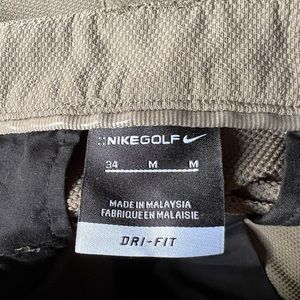 NIKEGOLF
34 M M
MADE IN MALAYSIA
FABRIQUE EN MALAISIE
DRI-FIT